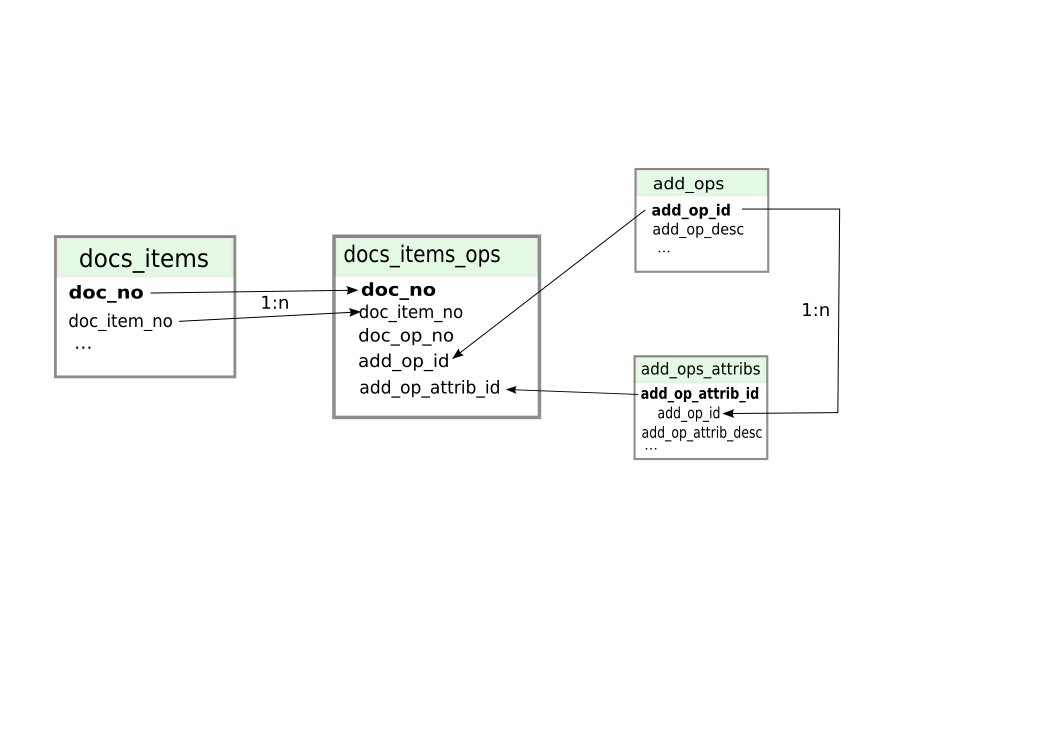 docs_items
doc_no
doc_item_no
...
1:n
docs_items_ops
doc_no
doc_item_no
doc_op_no
add_op_id
add_op_attrib_id
add_ops
add_op_id
add_op_desc
...
1:n
add_ops_attribs
add_op_attrib_id
add_op_id
add_op_attrib_desc
...